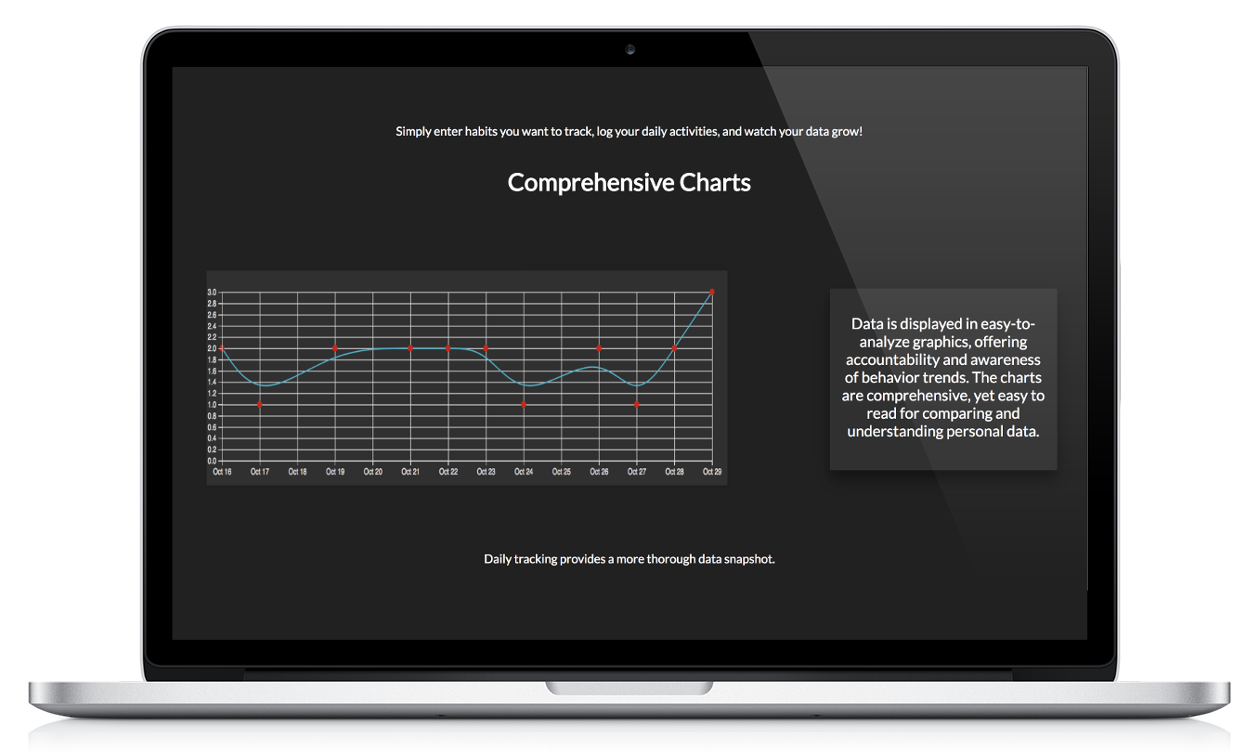 Simply enter habits you want to track, log your daily activities, and watch your data grow!
Comprehensive Charts
3.0
2.8
2.6
2.4
2.2
2.0
1.8
1.6
1.4
1.2
1.0
0.8
0.6
0.4
0.2
0.0
Oct 16 Oct 17 Oct 18 Oct 19 Oct 20 Oct 21 Oct 22 Oct 23 Oct 24 Oct 25 Oct 26 Oct 27 Oct 28 Oct 29
Data is displayed in easy-to-
analyze graphics, offering
accountability and awareness
of behavior trends. The charts
are comprehensive, yet easy to
read for comparing and
understanding personal data.
Daily tracking provides a more thorough data snapshot.